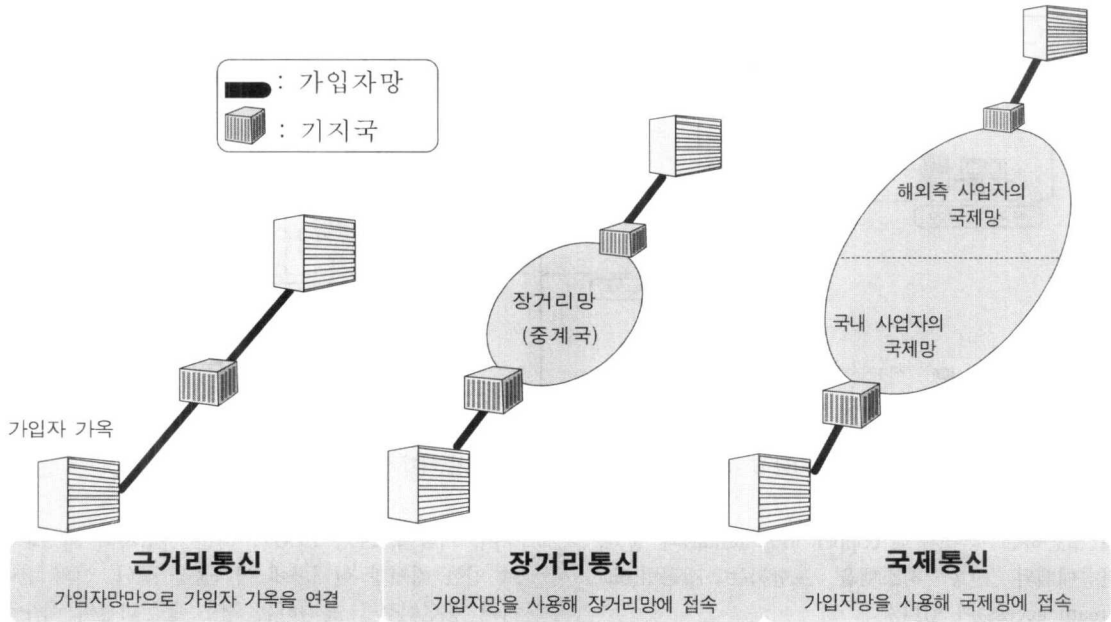 : 가입자망
: 기지국
가입자 가옥
장거리망
(중계국)
해외측 사업자의
국제망
국내 사업자의
국제망
근거리통신
가입자망만으로 가입자 가옥을 연결
장거리통신
가입자망을 사용해 장거리망에 접속
국제통신
가입자망을 사용해 국제망에 접속